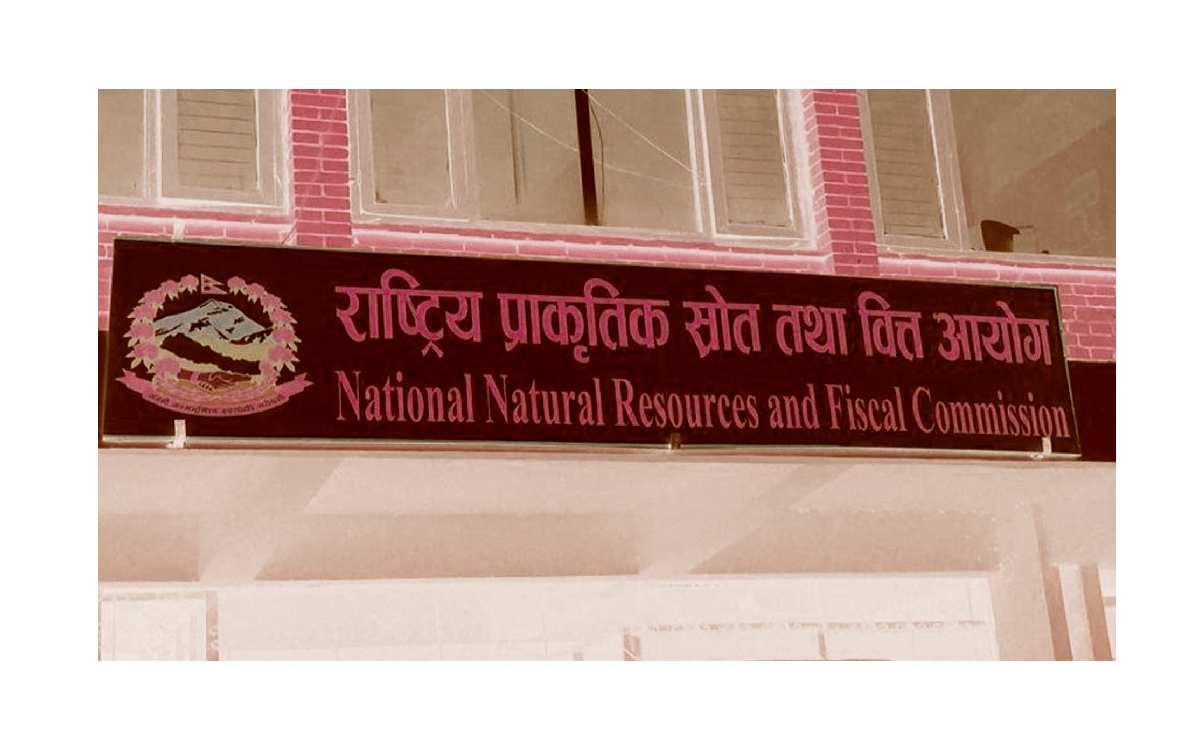 राष्ट्रिय प्राकृतिक स्रोत तथा वित्त आयोग
National Natural Resources and Fiscal Commission